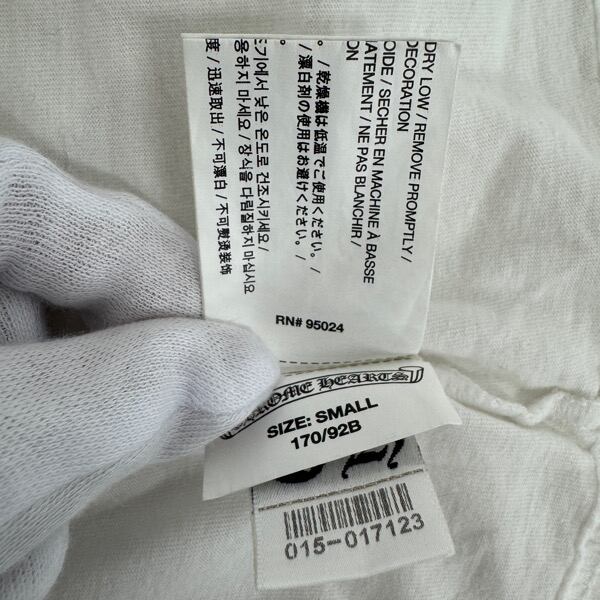 DRY LOW / REMOVE PROMPTLY /
DECORATION
OIDE / SECHER EN MACHINE À BASSE
ATEMENT / NE PAS BLANCHIR /
ON
。/ 乾燥機は低温でご使用ください。/
/ 漂白剤の使用はお避けください。/
조기에서 낮은 온도로 건조시키세요 /
용하지 마세요 / 장식을 다림질하지 마십시오
度 / 迅速取出 / 不可漂白 / 不可熨烫装饰
RN# 95024
CHROME HEARTS
SIZE: SMALL
170/92B
015-017123